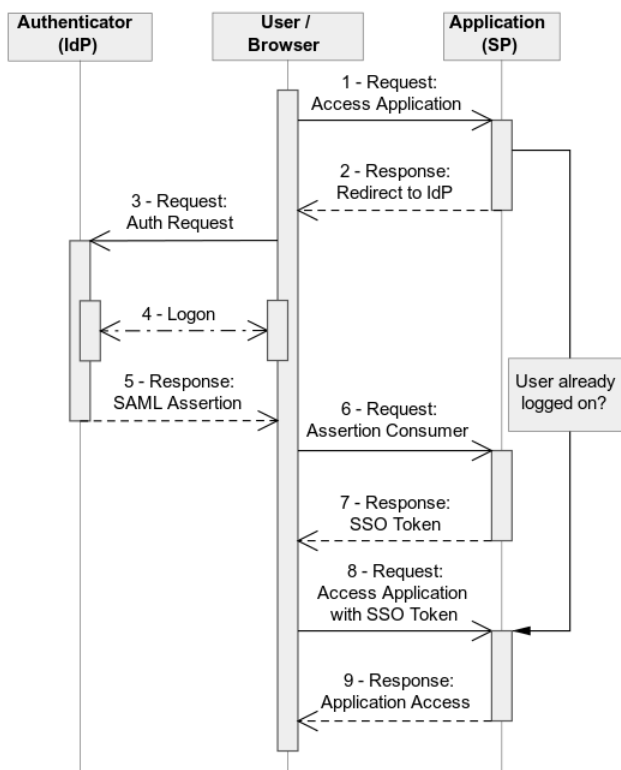 Authenticator
(IdP)
User /
Browser
Application
(SP)
1 - Request:
Access Application
2 - Response:
Redirect to IdP
3 - Request:
Auth Request
4 - Logon
5 - Response:
SAML Assertion
User already
logged on?
6 - Request:
Assertion Consumer
7 - Response:
SSO Token
8 - Request:
Access Application
with SSO Token
9 - Response:
Application Access